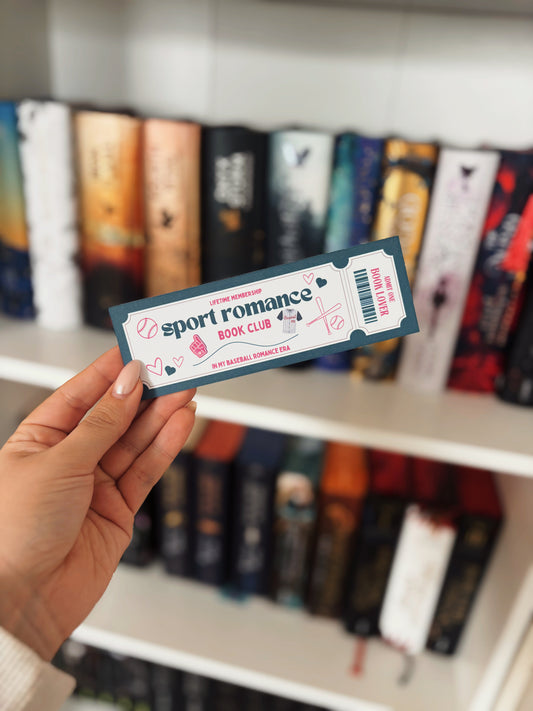 LIFETIME MEMBERSHIP
sport romance
BOOK CLUB
IN MY BASEBALL ROMANCE ERA
ADMIT ONE
BOOK LOVER